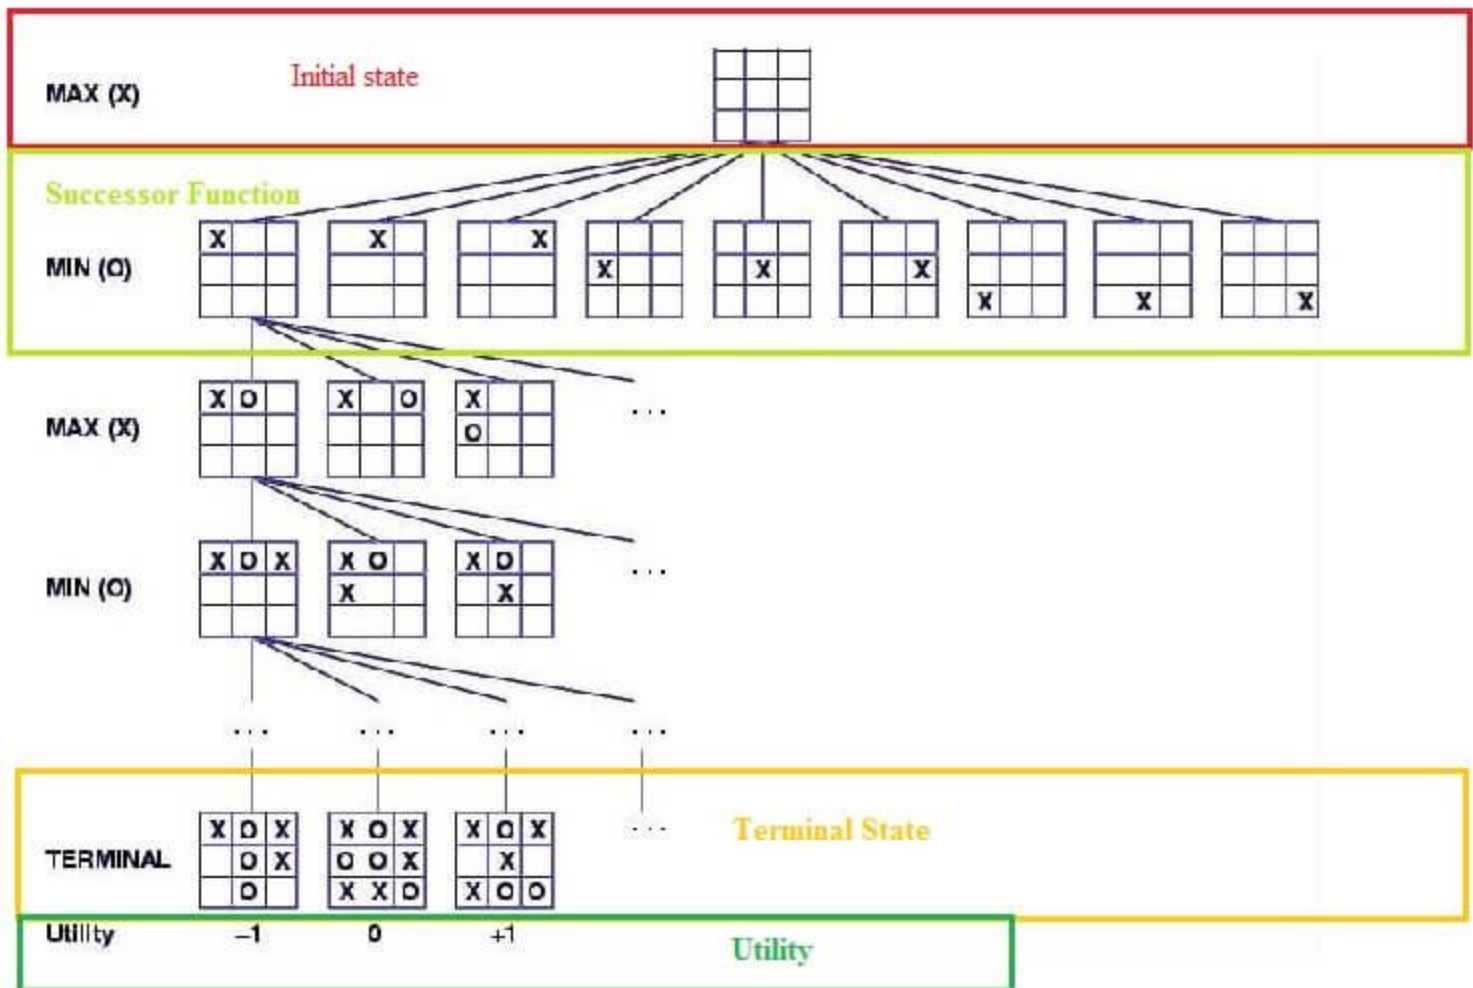 MAX (X) Initial state
Successor Function
MIN (O)
X X X X X X X X X
MAX (X)
X O X O X
O
...
MIN (O)
X O X X O X O
X X
...
... ... ... ...
TERMINAL
X O X X O X X O X
O X O O X X
O X X O X O O
...
Terminal State
Utility -1 0 +1
Utility